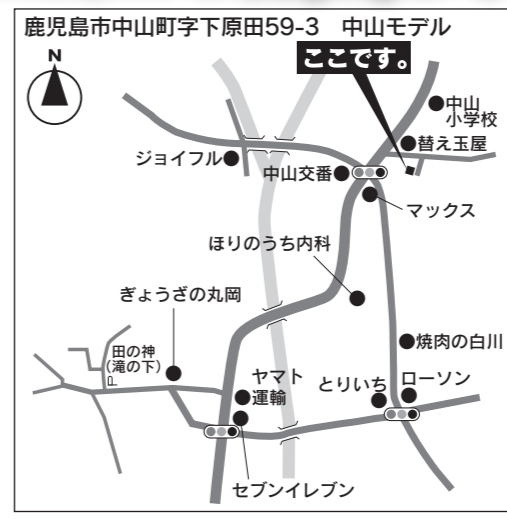 鹿児島市中山町字下原田59-3　中山モデル
ここです。
N
中山
小学校
替え玉屋
ジョイフル
中山交番
マックス
ほりのうち内科
ぎょうざの丸岡
焼肉の白川
田の神
(滝の下)
P
ヤマト
運輸
とりいち
ローソン
セブンイレブン